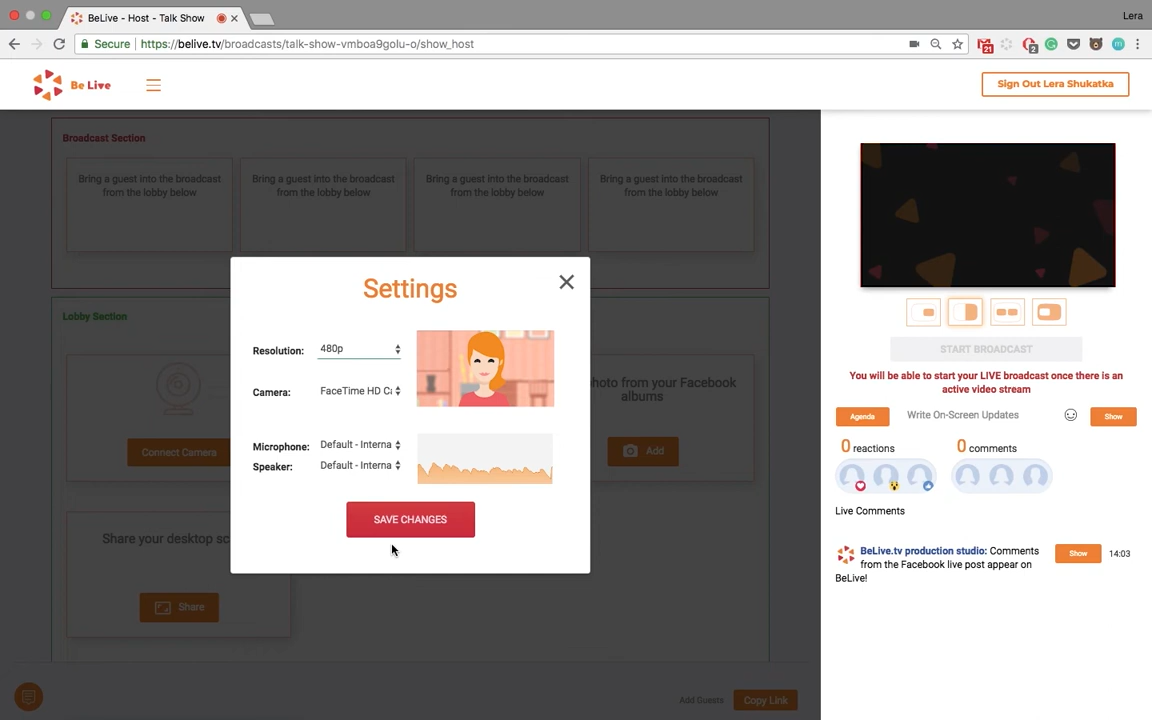 BeLive - Host - Talk Show
Lera
Secure
https://belive.tv/broadcasts/talk-show-vmboa9golu-o/show_host
21
2
m
Be Live
Sign Out Lera Shukatka
Broadcast Section
Bring a guest into the broadcast
from the lobby below
Bring a guest into the broadcast
from the lobby below
Bring a guest into the broadcast
from the lobby below
Bring a guest into the broadcast
from the lobby below
Lobby Section
Settings
Resolution: 480p
Camera: FaceTime HD Ca
Microphone: Default - Interna
Speaker: Default - Interna
SAVE CHANGES
Connect Camera
photo from your Facebook
albums
Add
Share your desktop sc
Share
Add Guests
Copy Link
START BROADCAST
You will be able to start your LIVE broadcast once there is an
active video stream
Agenda
Write On-Screen Updates
Show
0 reactions
0 comments
Live Comments
BeLive.tv production studio: Comments
from the Facebook live post appear on
BeLive!
Show
14:03